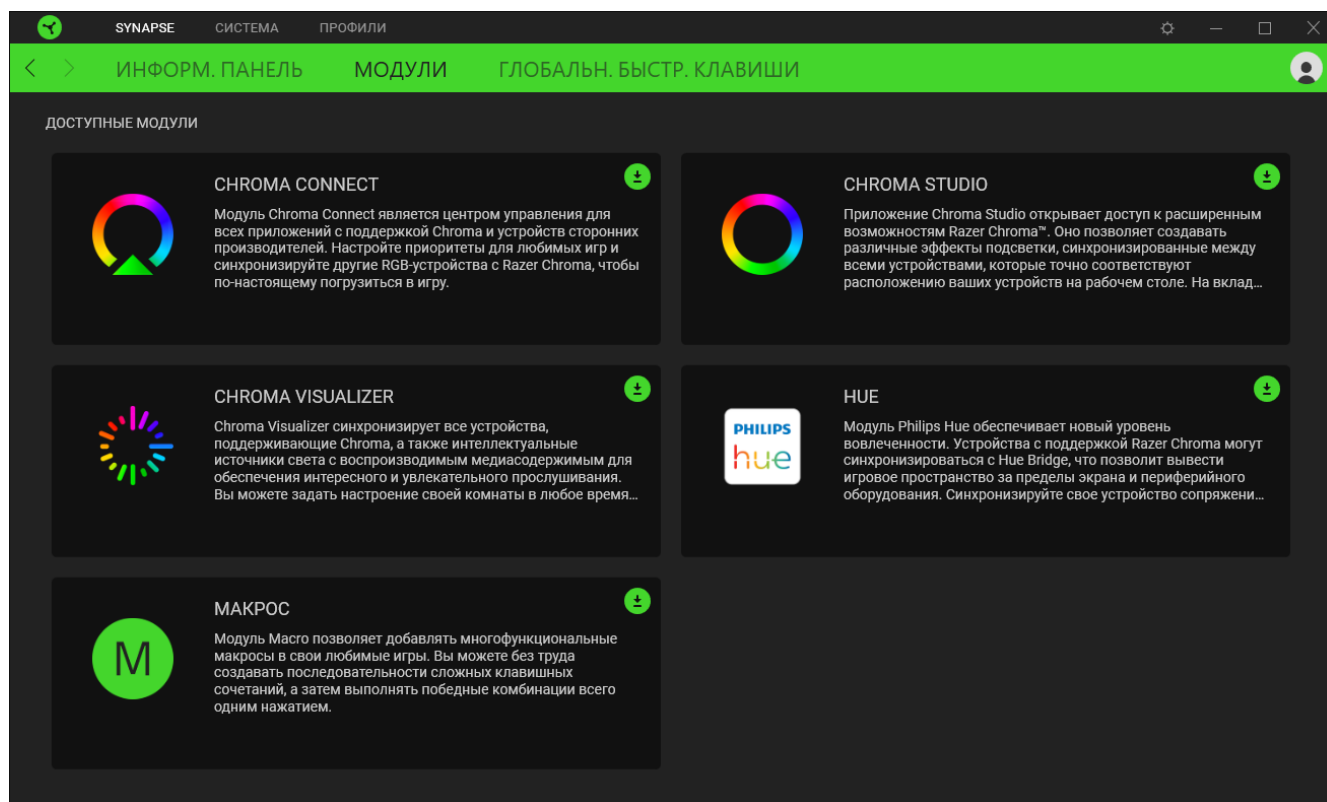 SYNAPSE СИСТЕМА ПРОФИЛИ
ИНФОРМ. ПАНЕЛЬ МОДУЛИ ГЛОБАЛЬН. БЫСТР. КЛАВИШИ
ДОСТУПНЫЕ МОДУЛИ
CHROMA CONNECT
Модуль Chroma Connect является центром управления для
всех приложений с поддержкой Chroma и устройств сторонних
производителей. Настройте приоритеты для любимых игр и
синхронизируйте другие RGB-устройства с Razer Chroma, чтобы
по-настоящему погрузиться в игру.
CHROMA STUDIO
Приложение Chroma Studio открывает доступ к расширенным
возможностям Razer Chroma™. Оно позволяет создавать
различные эффекты подсветки, синхронизированные между
всеми устройствами, которые точно соответствуют
расположению ваших устройств на рабочем столе. На вклад...
CHROMA VISUALIZER
Chroma Visualizer синхронизирует все устройства,
поддерживающие Chroma, а также интеллектуальные
источники света с воспроизводимым медиасодержимым для
обеспечения интересного и увлекательного прослушивания.
Вы можете задать настроение своей комнаты в любое время...
PHILIPS
hue
HUE
Модуль Philips Hue обеспечивает новый уровень
вовлеченности. Устройства с поддержкой Razer Chroma могут
синхронизироваться с Hue Bridge, что позволит вывести
игровое пространство за пределы экрана и периферийного
оборудования. Синхронизируйте свое устройство сопряжени...
M
МАКРОС
Модуль Macro позволяет добавлять многофункциональные
макросы в свои любимые игры. Вы можете без труда
создавать последовательности сложных клавишных
сочетаний, а затем выполнять победные комбинации всего
одним нажатием.